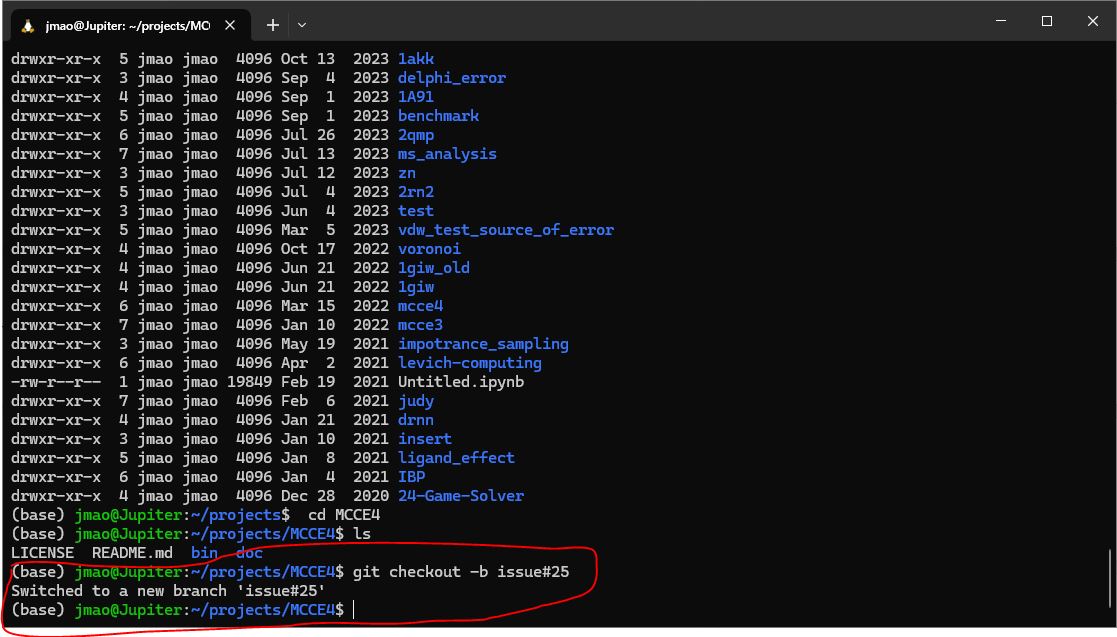 jmao@Jupiter: ~/projects/MC
drwxr-xr-x  5 jmao jmao  4096 Oct 13  2023 1akk
drwxr-xr-x  3 jmao jmao  4096 Sep  4  2023 delphi_error
drwxr-xr-x  4 jmao jmao  4096 Sep  1  2023 1A91
drwxr-xr-x  5 jmao jmao  4096 Sep  1  2023 benchmark
drwxr-xr-x  6 jmao jmao  4096 Jul 26  2023 2qmp
drwxr-xr-x  7 jmao jmao  4096 Jul 13  2023 ms_analysis
drwxr-xr-x  3 jmao jmao  4096 Jul 12  2023 zn
drwxr-xr-x  5 jmao jmao  4096 Jul  4  2023 2rn2
drwxr-xr-x  3 jmao jmao  4096 Jun  4  2023 test
drwxr-xr-x  5 jmao jmao  4096 Mar  5  2023 vdw_test_source_of_error
drwxr-xr-x  4 jmao jmao  4096 Oct 17  2022 voronoi
drwxr-xr-x  4 jmao jmao  4096 Jun 21  2022 1giw_old
drwxr-xr-x  4 jmao jmao  4096 Jun 21  2022 1giw
drwxr-xr-x  6 jmao jmao  4096 Mar 15  2022 mcce4
drwxr-xr-x  7 jmao jmao  4096 Jan 10  2022 mcce3
drwxr-xr-x  3 jmao jmao  4096 May 19  2021 impotrance_sampling
drwxr-xr-x  6 jmao jmao  4096 Apr  2  2021 levich-computing
-rw-r--r--  1 jmao jmao 19849 Feb 19  2021 Untitled.ipynb
drwxr-xr-x  7 jmao jmao  4096 Feb  6  2021 judy
drwxr-xr-x  4 jmao jmao  4096 Jan 21  2021 drnn
drwxr-xr-x  3 jmao jmao  4096 Jan 10  2021 insert
drwxr-xr-x  5 jmao jmao  4096 Jan  8  2021 ligand_effect
drwxr-xr-x  6 jmao jmao  4096 Jan  4  2021 IBP
drwxr-xr-x  4 jmao jmao  4096 Dec 28  2020 24-Game-Solver
(base) jmao@Jupiter:~/projects$  cd MCCE4
(base) jmao@Jupiter:~/projects/MCCE4$ ls
LICENSE  README.md  bin  doc
(base) jmao@Jupiter:~/projects/MCCE4$ git checkout -b issue#25
Switched to a new branch 'issue#25'
(base) jmao@Jupiter:~/projects/MCCE4$